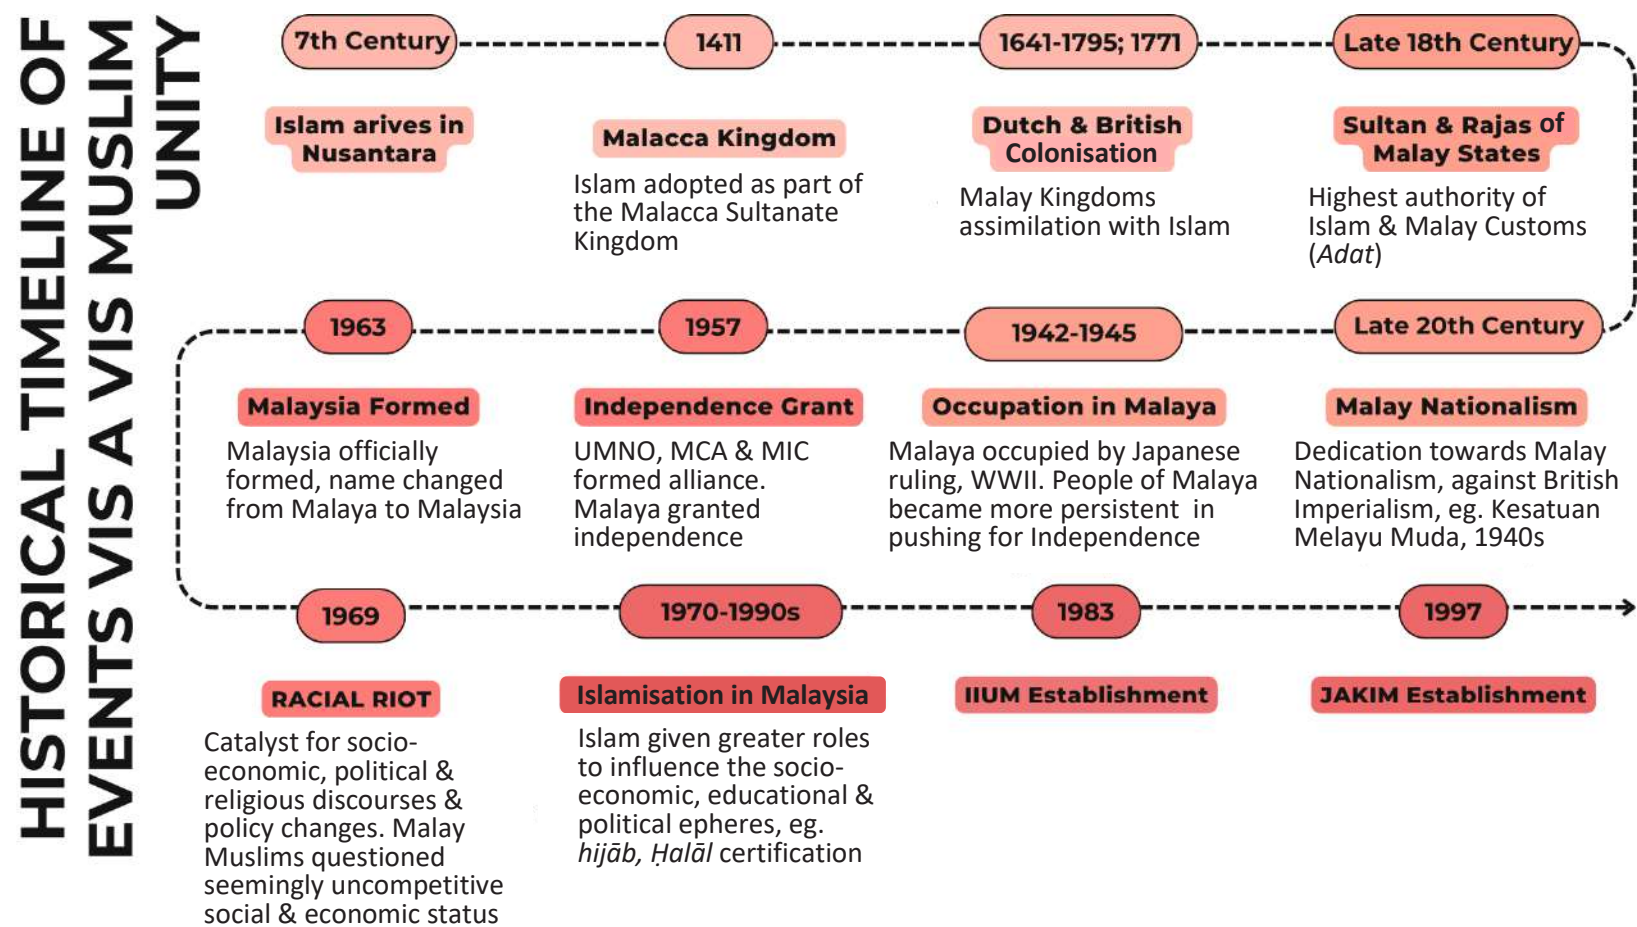 HISTORICAL TIMELINE OF
EVENTS VIS A VIS MUSLIM
UNITY
7th Century
Islam arives in
Nusantara
1411
Malacca Kingdom
Islam adopted as part of
the Malacca Sultanate
Kingdom
1641-1795; 1771
Dutch & British
Colonisation
Malay Kingdoms
assimilation with Islam
Late 18th Century
Sultan & Rajas of
Malay States
Highest authority of
Islam & Malay Customs
(Adat)
Late 20th Century
Malay Nationalism
Dedication towards Malay
Nationalism, against British
Imperialism, eg. Kesatuan
Melayu Muda, 1940s
1942-1945
Occupation in Malaya
Malaya occupied by Japanese
ruling, WWII. People of Malaya
became more persistent in
pushing for Independence
1957
Independence Grant
UMNO, MCA & MIC
formed alliance.
Malaya granted
independence
1963
Malaysia Formed
Malaysia officially
formed, name changed
from Malaya to Malaysia
1969
RACIAL RIOT
Catalyst for socio-
economic, political &
religious discourses &
policy changes. Malay
Muslims questioned
seemingly uncompetitive
social & economic status
1970-1990s
Islamisation in Malaysia
Islam given greater roles
to influence the socio-
economic, educational &
political epheres, eg.
hijāb, Ḥalāl certification
1983
IIUM Establishment
1997
JAKIM Establishment